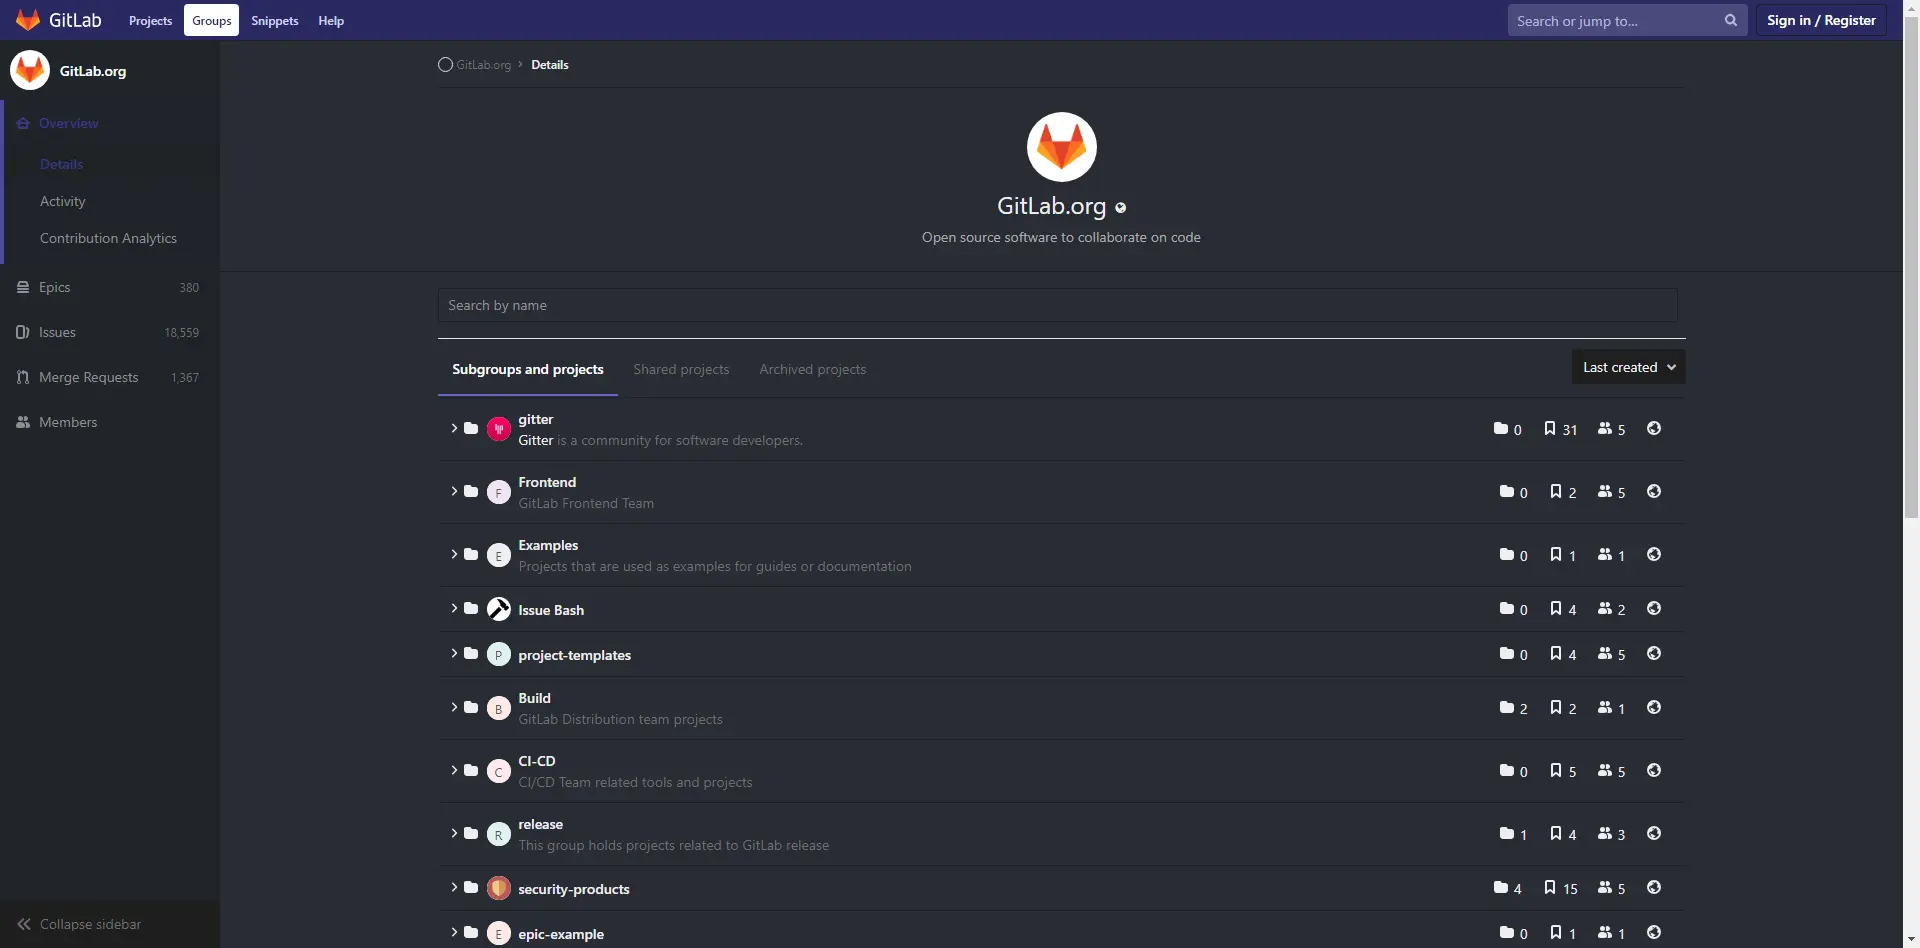 GitLab Projects Groups Snippets Help Search or jump to... Sign in / Register
GitLab.org
Overview
Details
Activity
Contribution Analytics
Epics 380
Issues 18,559
Merge Requests 1,367
Members
Collapse sidebar
GitLab.org › Details
GitLab.org
Open source software to collaborate on code
Search by name
Subgroups and projects Shared projects Archived projects Last created
gitter
Gitter is a community for software developers.
0 31 5
Frontend
GitLab Frontend Team
0 2 5
F
Examples
Projects that are used as examples for guides or documentation
0 1 1
E
Issue Bash
0 4 2
P project-templates
0 4 5
Build
GitLab Distribution team projects
2 2 1
B
CI-CD
CI/CD Team related tools and projects
0 5 5
C
release
This group holds projects related to GitLab release
1 4 3
R
security-products
4 15 5
E epic-example
0 1 1